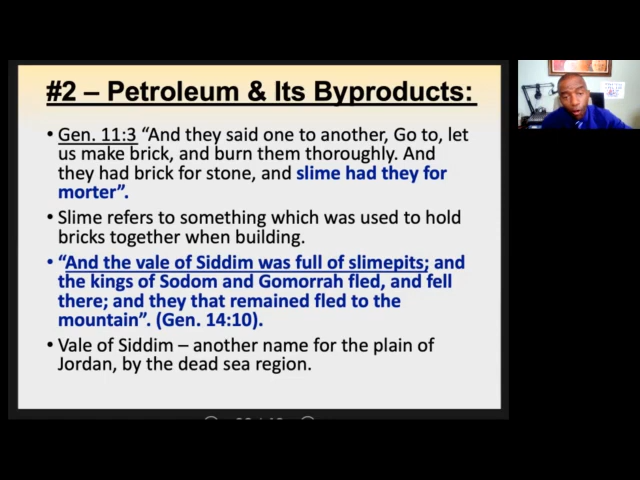 #2 – Petroleum & Its Byproducts:
• Gen. 11:3 “And they said one to another, Go to, let
us make brick, and burn them thoroughly. And
they had brick for stone, and slime had they for
morter”.
• Slime refers to something which was used to hold
bricks together when building.
• “And the vale of Siddim was full of slimepits; and
the kings of Sodom and Gomorrah fled, and fell
there; and they that remained fled to the
mountain”. (Gen. 14:10).
• Vale of Siddim – another name for the plain of
Jordan, by the dead sea region.